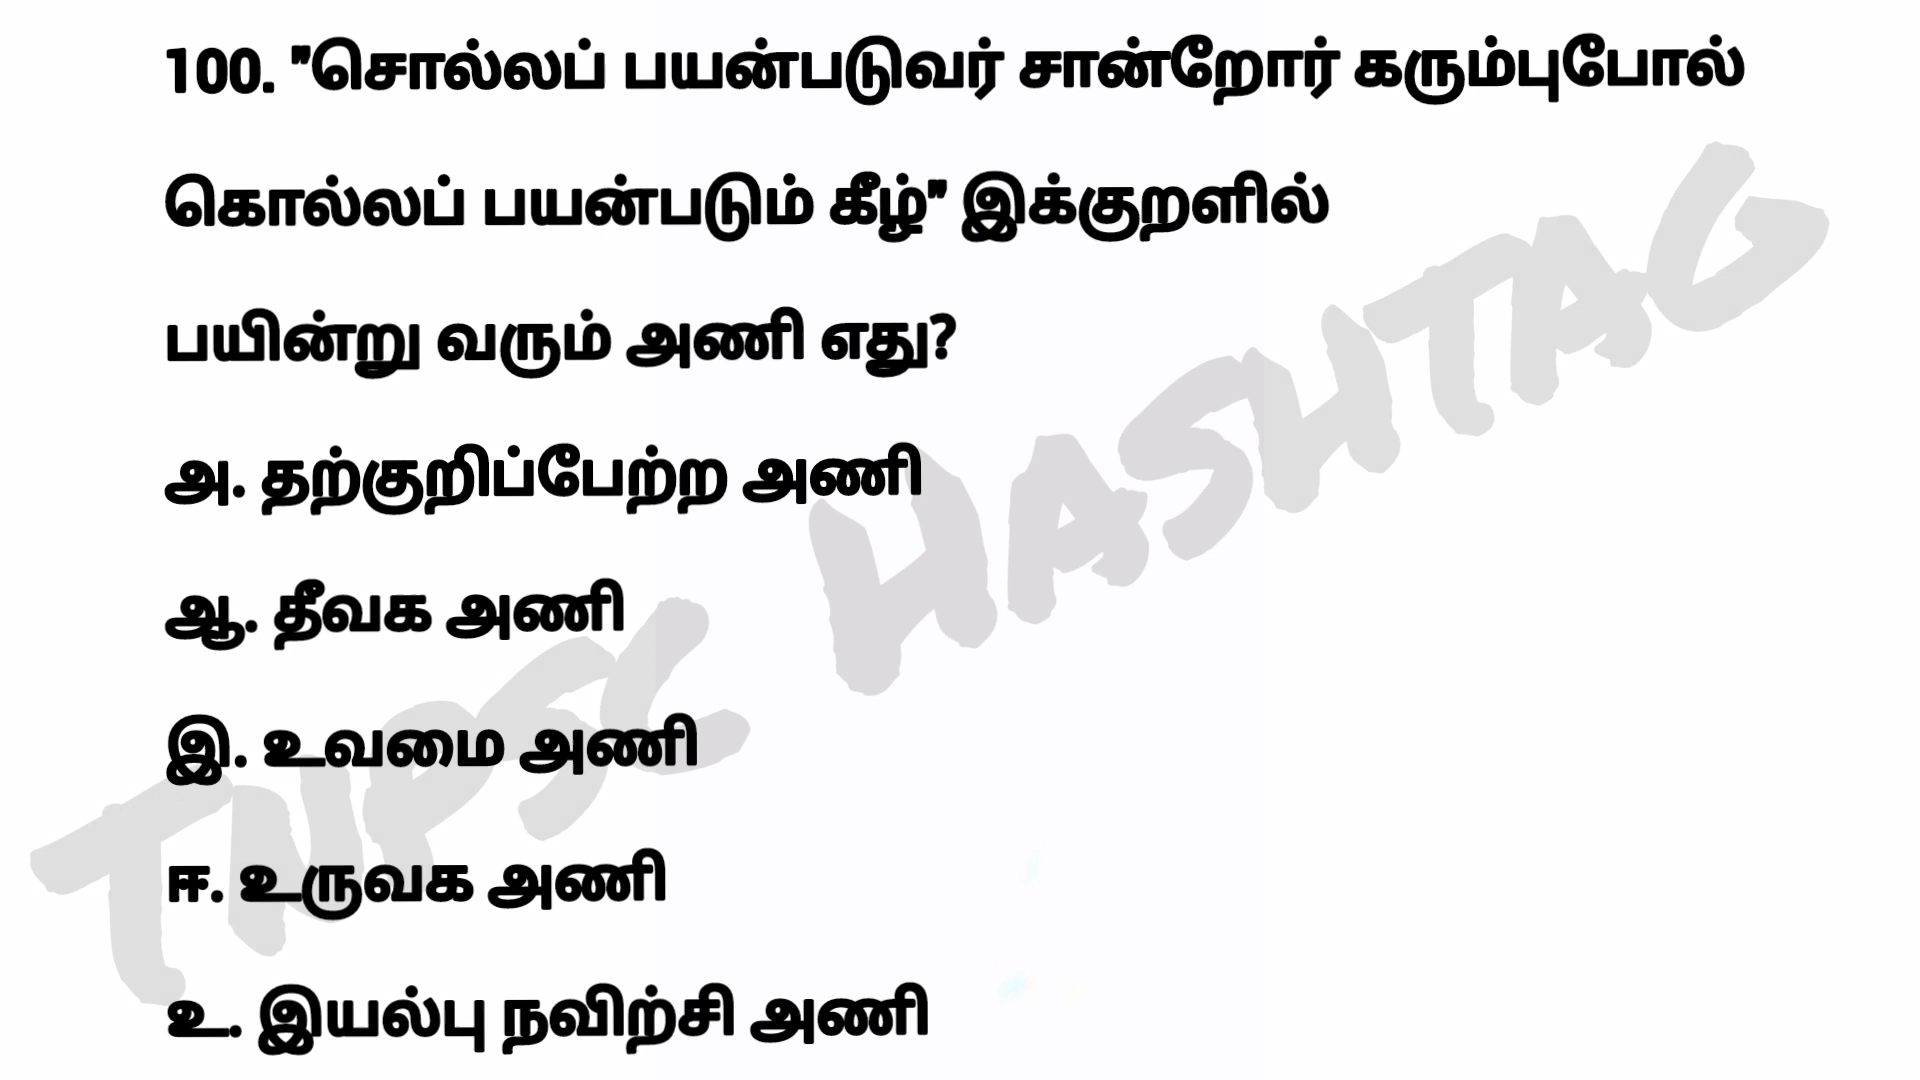 100. "சொல்லப் பயன்படுவர் சான்றோர் கரும்புபோல்
கொல்லப் பயன்படும் கீழ்" இக்குறளில்
பயின்று வரும் அணி எது?
அ. தற்குறிப்பேற்ற அணி
ஆ. தீவக அணி
இ. உவமை அணி
ஈ. உருவக அணி
உ. இயல்பு நவிற்சி அணி
TNPSC HASHTAG